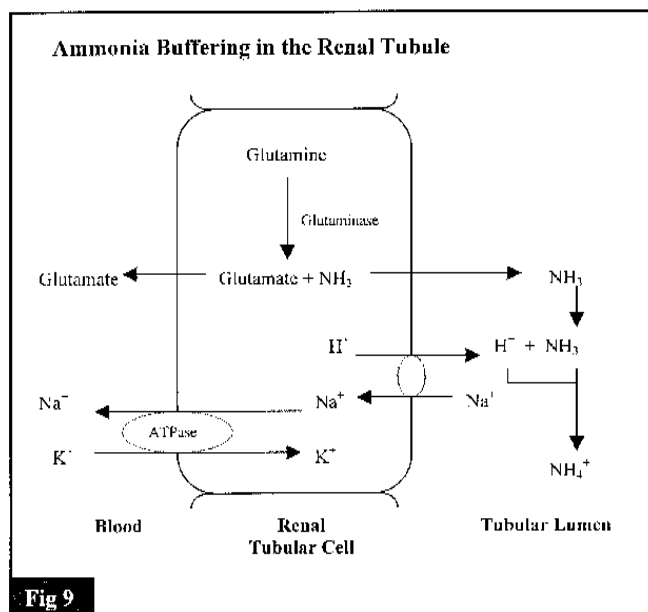 Ammonia Buffering in the Renal Tubule
Glutamine
Glutaminase
Glutamate
Glutamate + NH₃
NH₃
H⁺
H⁻ + NH₃
Na⁻
Na⁺
Na⁺
ATPase
K⁺
K⁺
NH₄⁺
Blood
Renal
Tubular Cell
Tubular Lumen
Fig 9